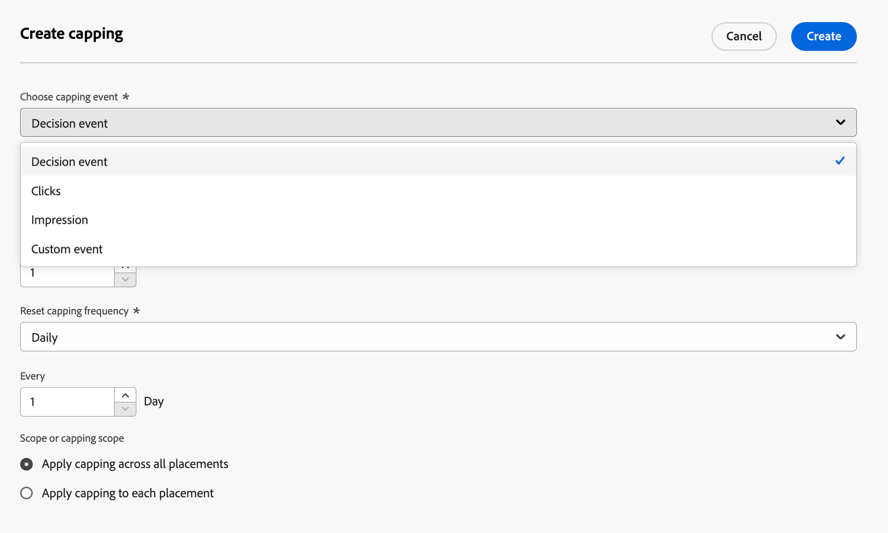 Create capping
Cancel
Create
Choose capping event *
Decision event
Decision event
Clicks
Impression
Custom event
1
Reset capping frequency *
Daily
Every
1 Day
Scope or capping scope
Apply capping across all placements
Apply capping to each placement